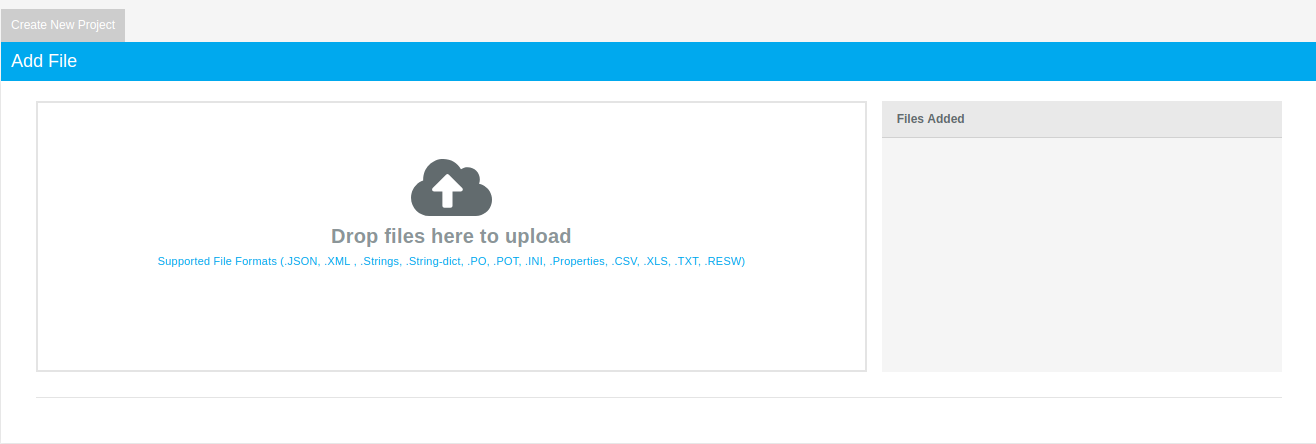 Create New Project
Add File
Files Added
Drop files here to upload
Supported File Formats (.JSON, .XML , .Strings, .String-dict, .PO, .POT, .INI, .Properties, .CSV, .XLS, .TXT, .RESW)